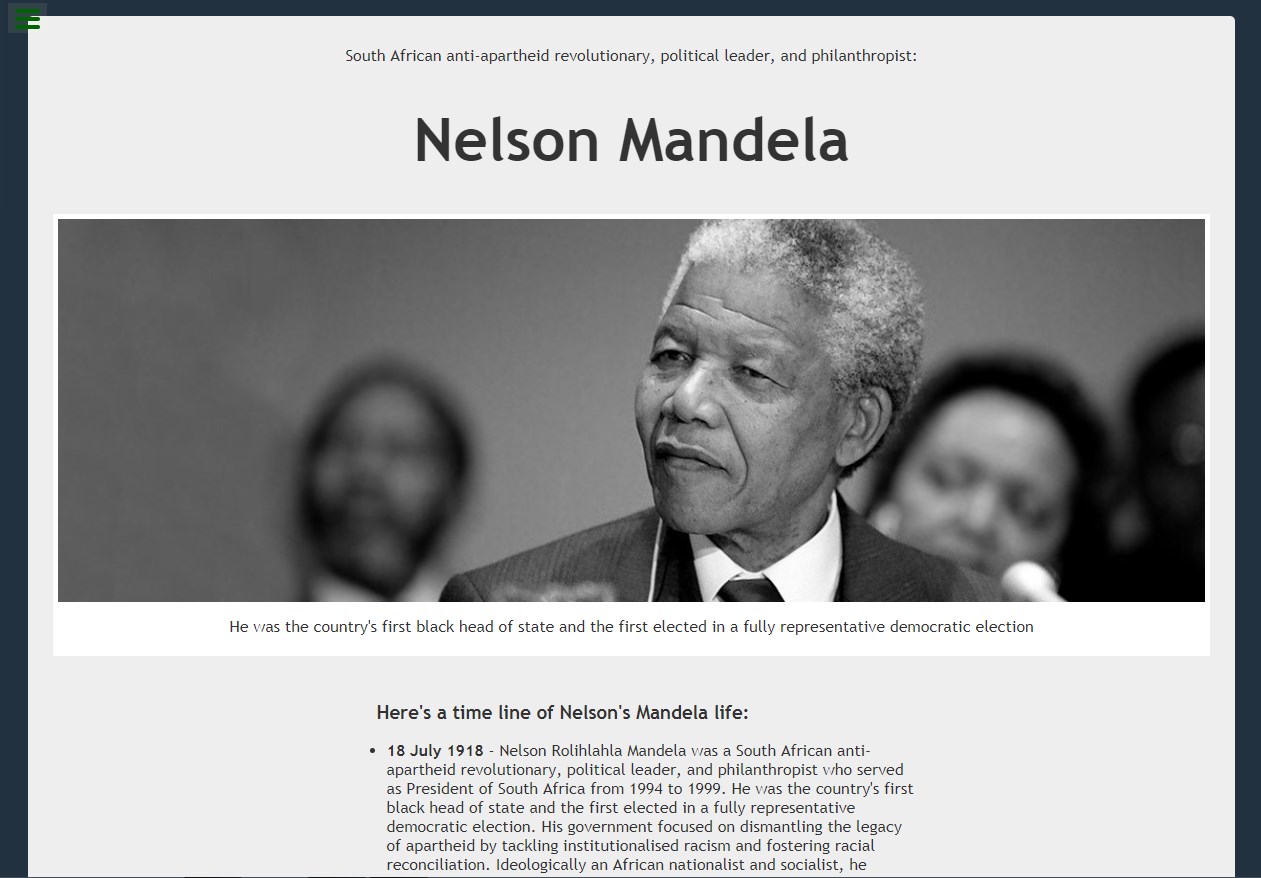 South African anti-apartheid revolutionary, political leader, and philanthropist:
Nelson Mandela
He was the country's first black head of state and the first elected in a fully representative democratic election
Here's a time line of Nelson's Mandela life:
• 18 July 1918 - Nelson Rolihlahla Mandela was a South African anti-
apartheid revolutionary, political leader, and philanthropist who served
as President of South Africa from 1994 to 1999. He was the country's first
black head of state and the first elected in a fully representative
democratic election. His government focused on dismantling the legacy
of apartheid by tackling institutionalised racism and fostering racial
reconciliation. Ideologically an African nationalist and socialist, he